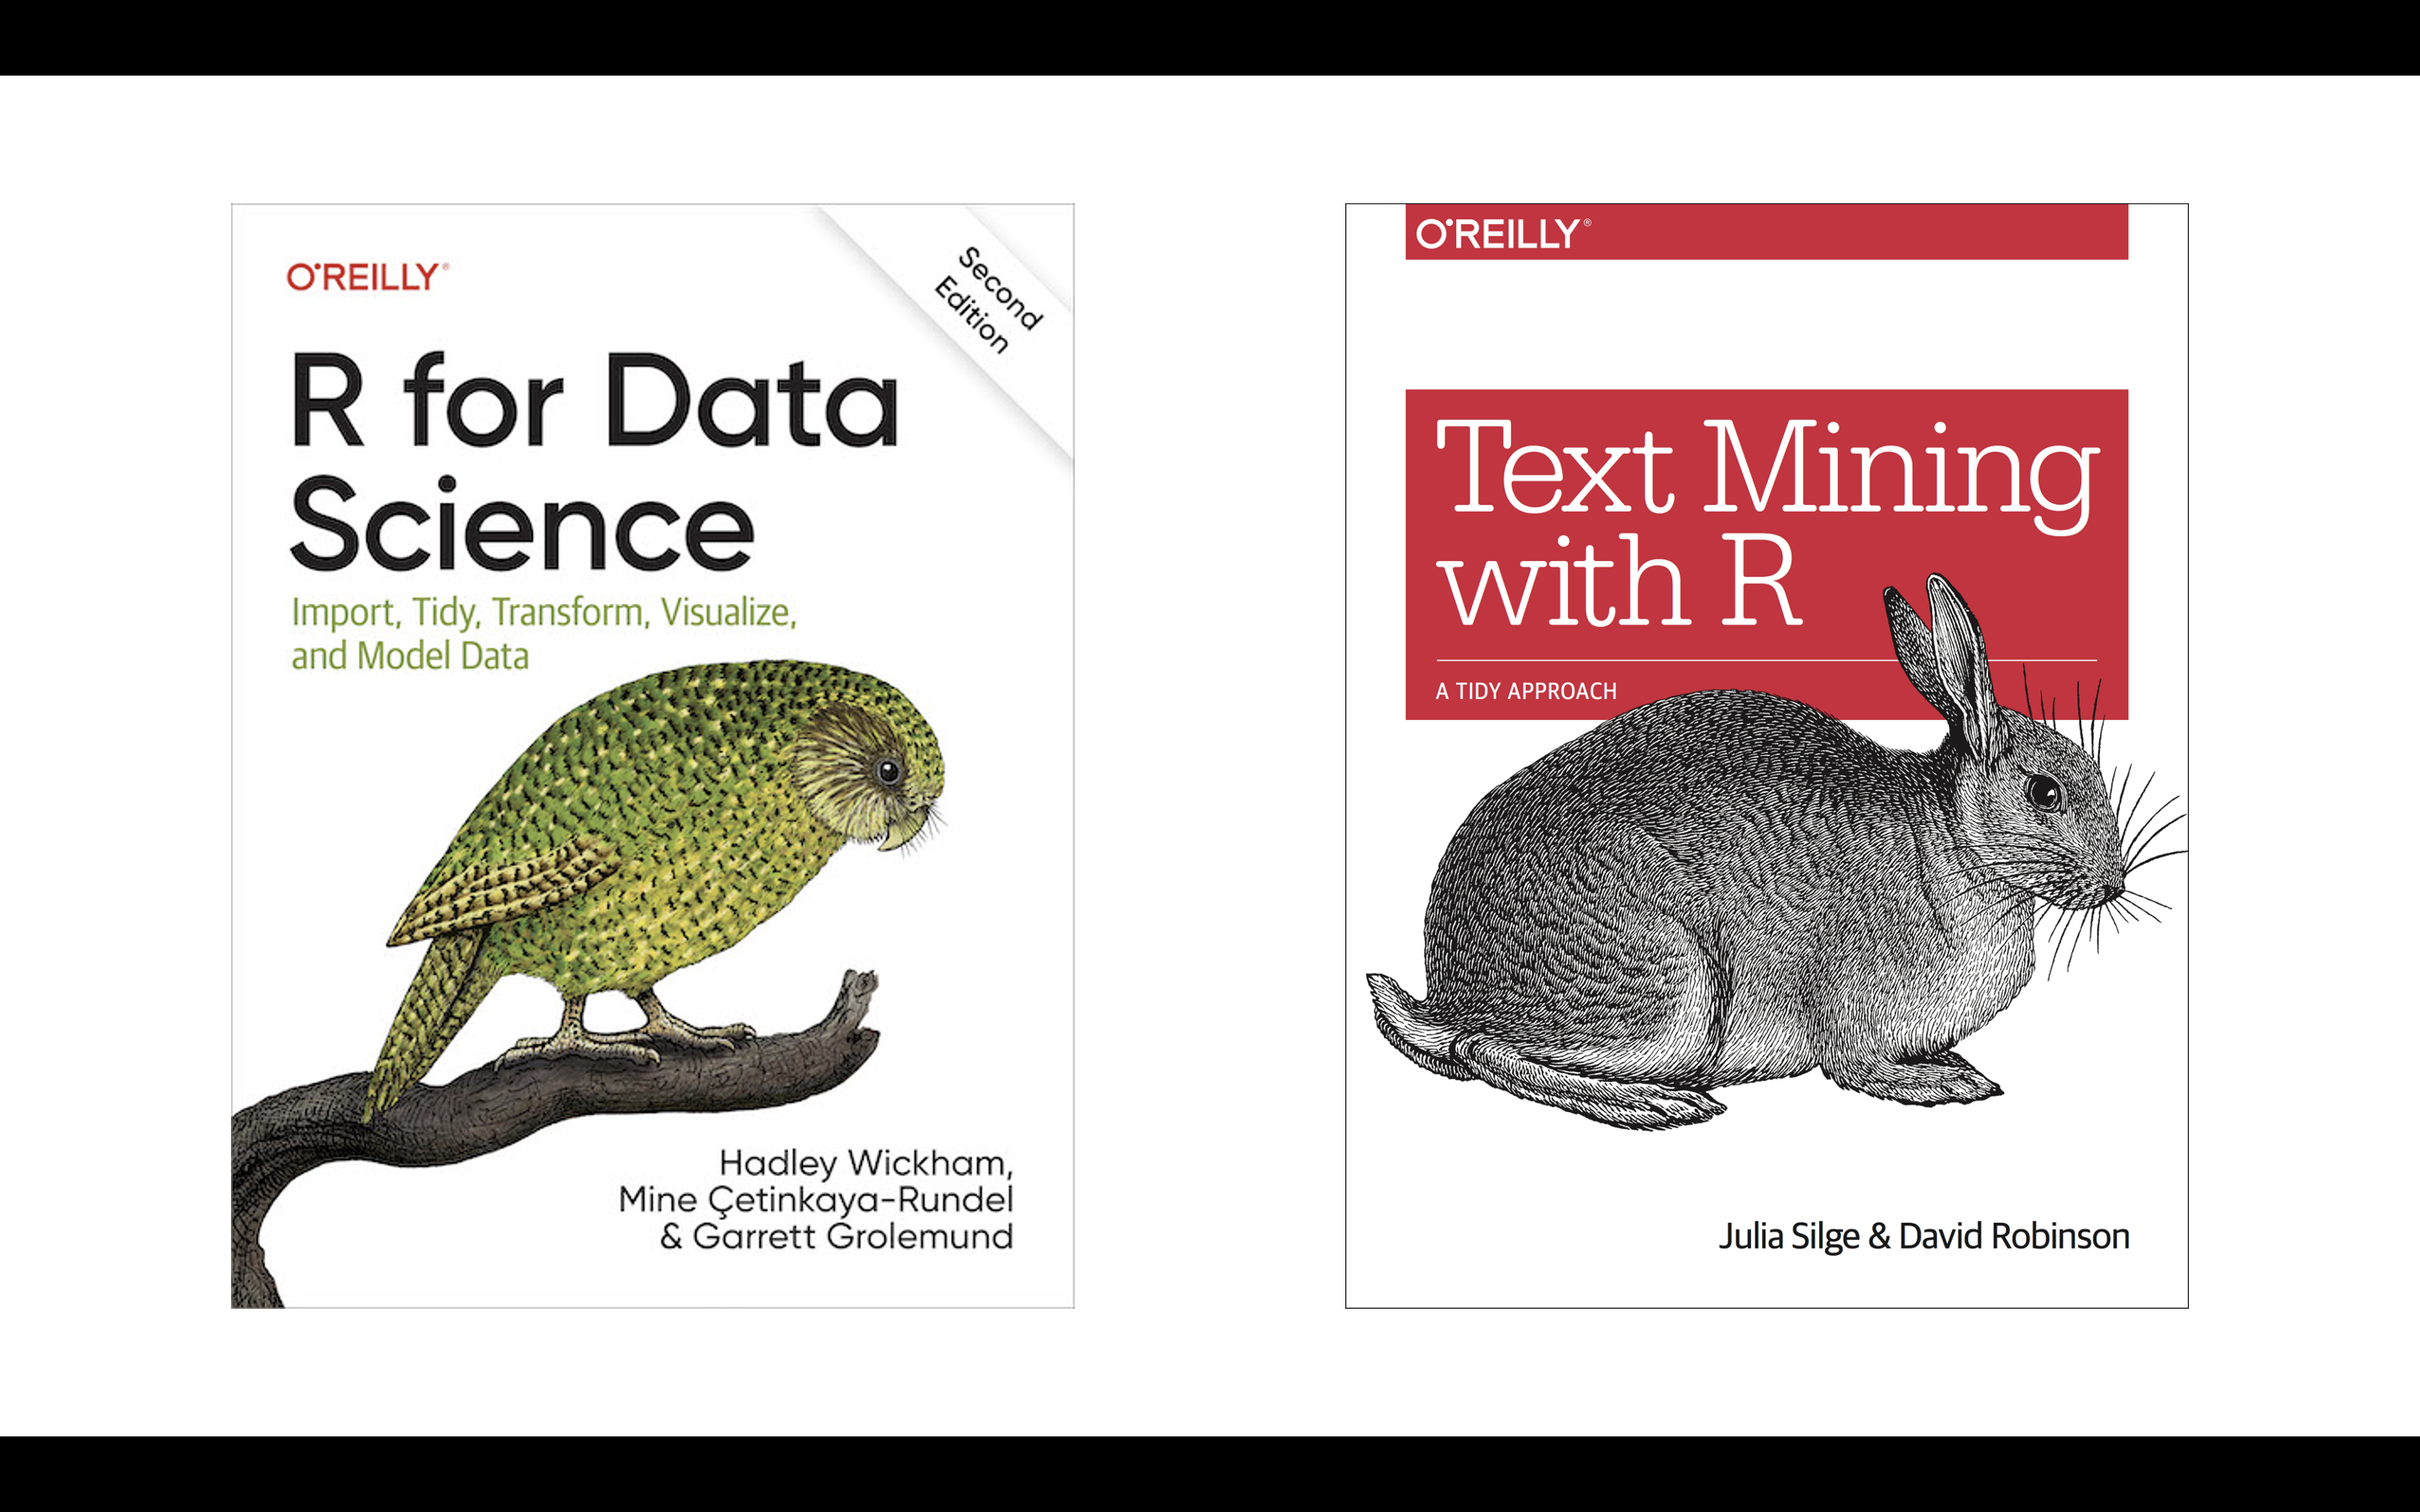 O'REILLY®
Second
Edition
R for Data
Science
Import, Tidy, Transform, Visualize,
and Model Data
Hadley Wickham,
Mine Çetinkaya-Rundel
& Garrett Grolemund
O'REILLY®
Text Mining
with R
A TIDY APPROACH
Julia Silge & David Robinson